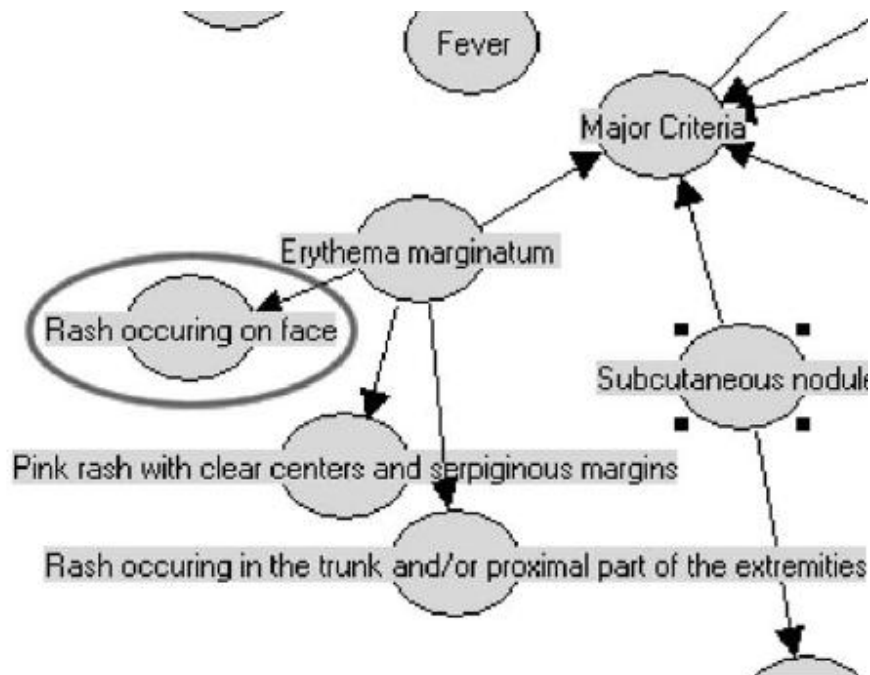 Fever
Major Criteria
Erythema marginatum
Rash occuring on face
Subcutaneous nodule
Pink rash with clear centers and serpiginous margins
Rash occuring in the trunk and/or proximal part of the extremities